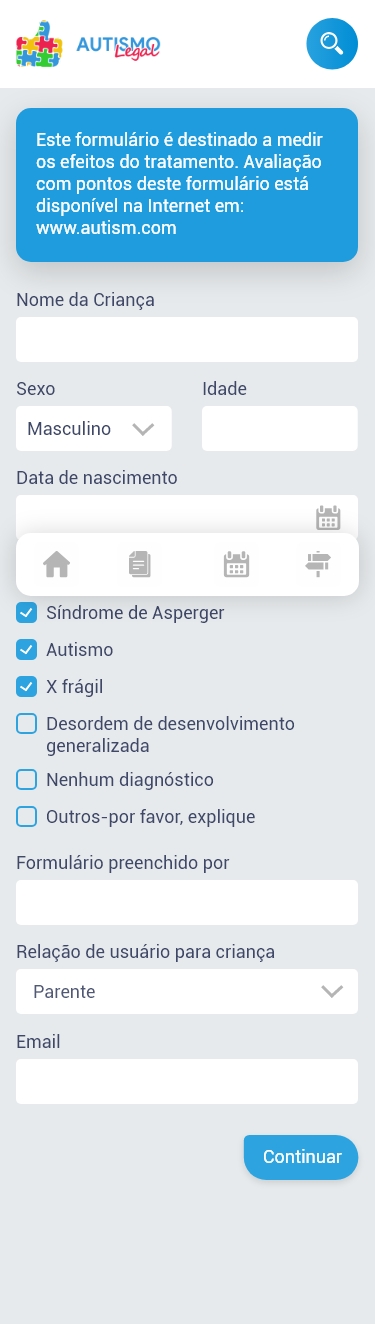 AUTISMO
Legal
Este formulário é destinado a medir
os efeitos do tratamento. Avaliação
com pontos deste formulário está
disponível na Internet em:
www.autism.com
Nome da Criança
Sexo
Idade
Masculino
Data de nascimento
Síndrome de Asperger
Autismo
X frágil
Desordem de desenvolvimento
generalizada
Nenhum diagnóstico
Outros-por favor, explique
Formulário preenchido por
Relação de usuário para criança
Parente
Email
Continuar